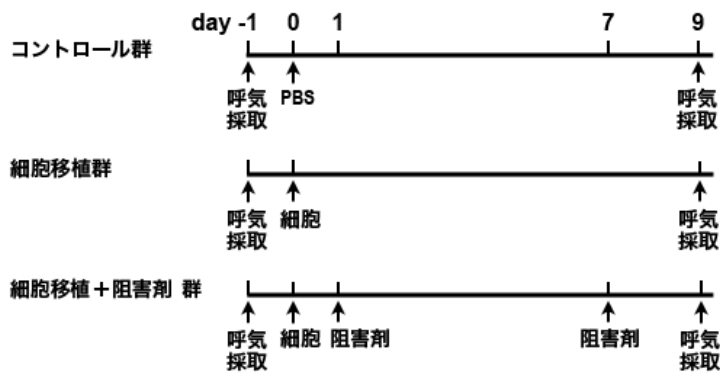 day -1 0 1 7 9
コントロール群
呼気 PBS 呼気
採取 採取
細胞移植群
呼気 細胞 呼気
採取 採取
細胞移植＋阻害剤 群
呼気 細胞 阻害剤 阻害剤 呼気
採取 採取